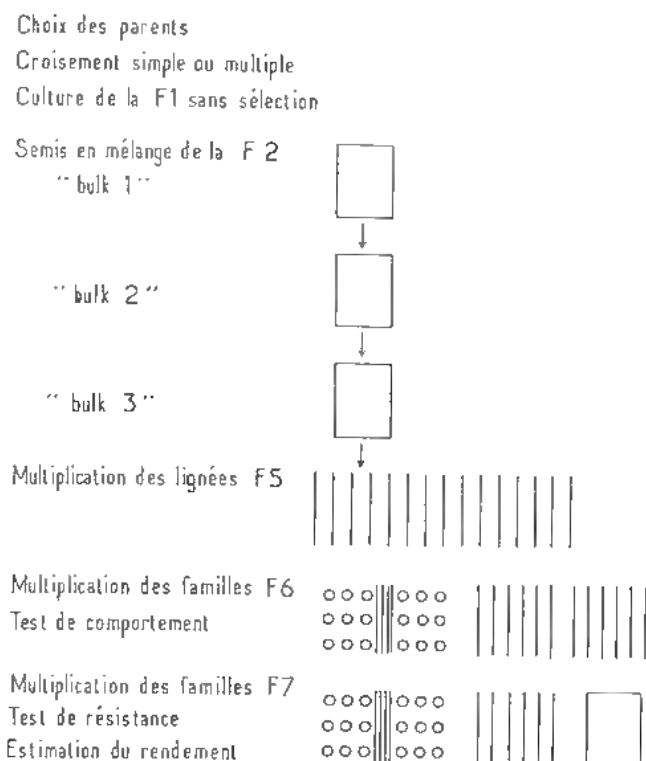 Choix des parents
Croisement simple ou multiple
Culture de la F1 sans sélection
Semis en mélange de la F 2
" bulk 1 "
" bulk 2 "
" bulk 3 "
Multiplication des lignées F5
Multiplication des familles F6
Test de comportement
Multiplication des familles F7
Test de résistance
Estimation du rendement